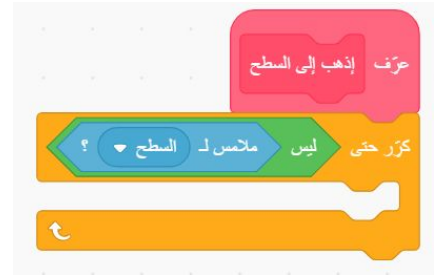 عرّف إذهب إلى السطح
كرّر حتى ليس ملامس لـ السطح ؟